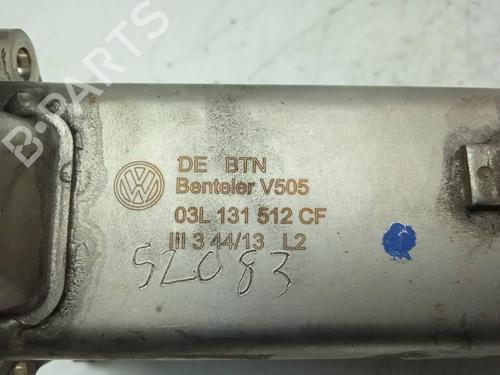 B-PARTS
DE BTN
Benteler V505
03L 131 512 CF
III 3 44/13 L2
52083